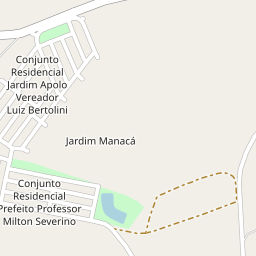 Conjunto
Residencial
Jardim Apolo
Vereador
Luiz Bertolini
Jardim Manacá
Conjunto
Residencial
Prefeito Professor
Milton Severino